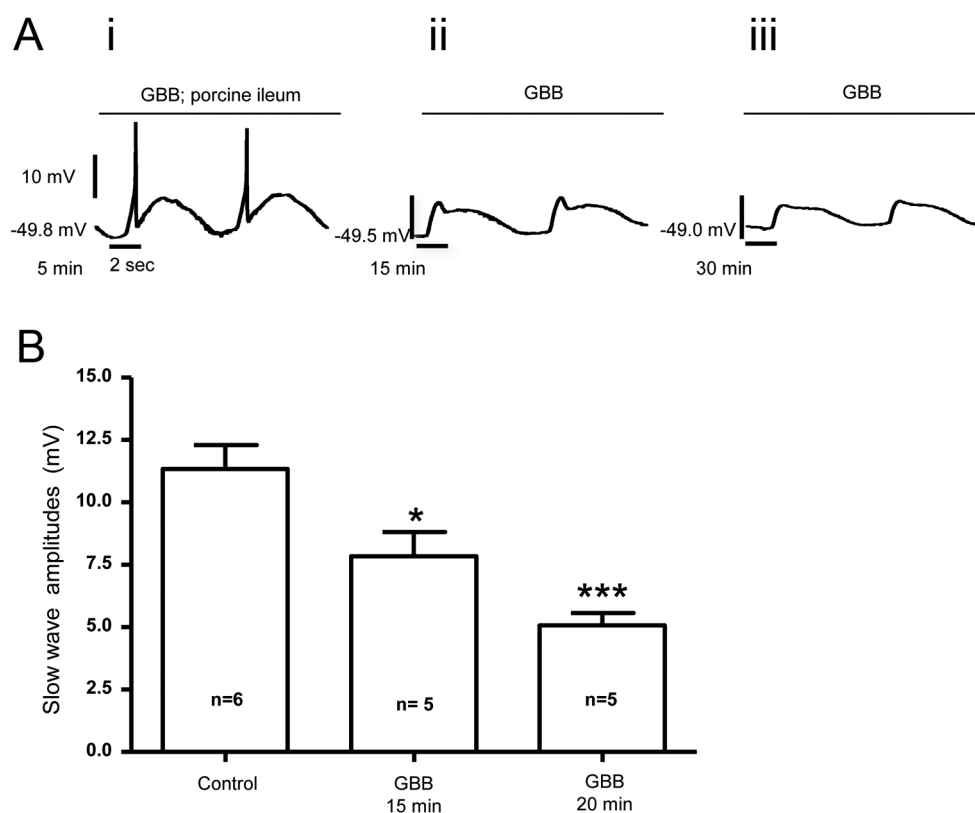 A
i
ii
iii
GBB; porcine ileum
GBB
GBB
10 mV
-49.8 mV
-49.5 mV
-49.0 mV
5 min
2 sec
15 min
30 min
B
Slow wave amplitudes (mV)
15.0
12.5
10.0
7.5
5.0
2.5
0.0
*
***
n=6
n= 5
n=5
Control
GBB
15 min
GBB
20 min